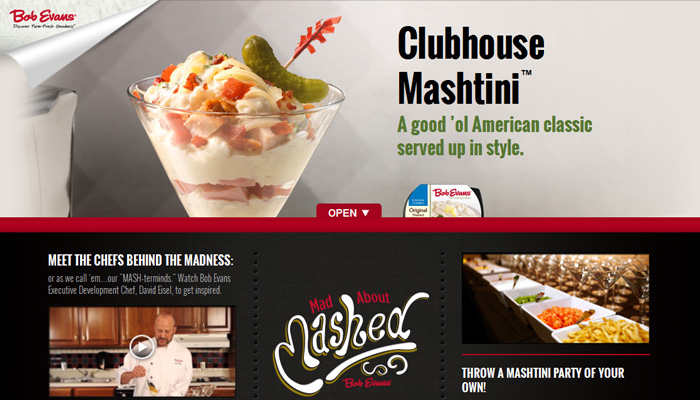 Bob Evans
Discover Farm-Fresh Goodness
Clubhouse
Mashtini™
A good 'ol American classic
served up in style.
Bob Evans
Original
OPEN ▼
MEET THE CHEFS BEHIND THE MADNESS:
or as we call 'em....our "MASH-terminds." Watch Bob Evans
Executive Development Chef, David Eisel, to get inspired.
Mad About
Mashed
Bob Evans
THROW A MASHTINI PARTY OF YOUR
OWN!